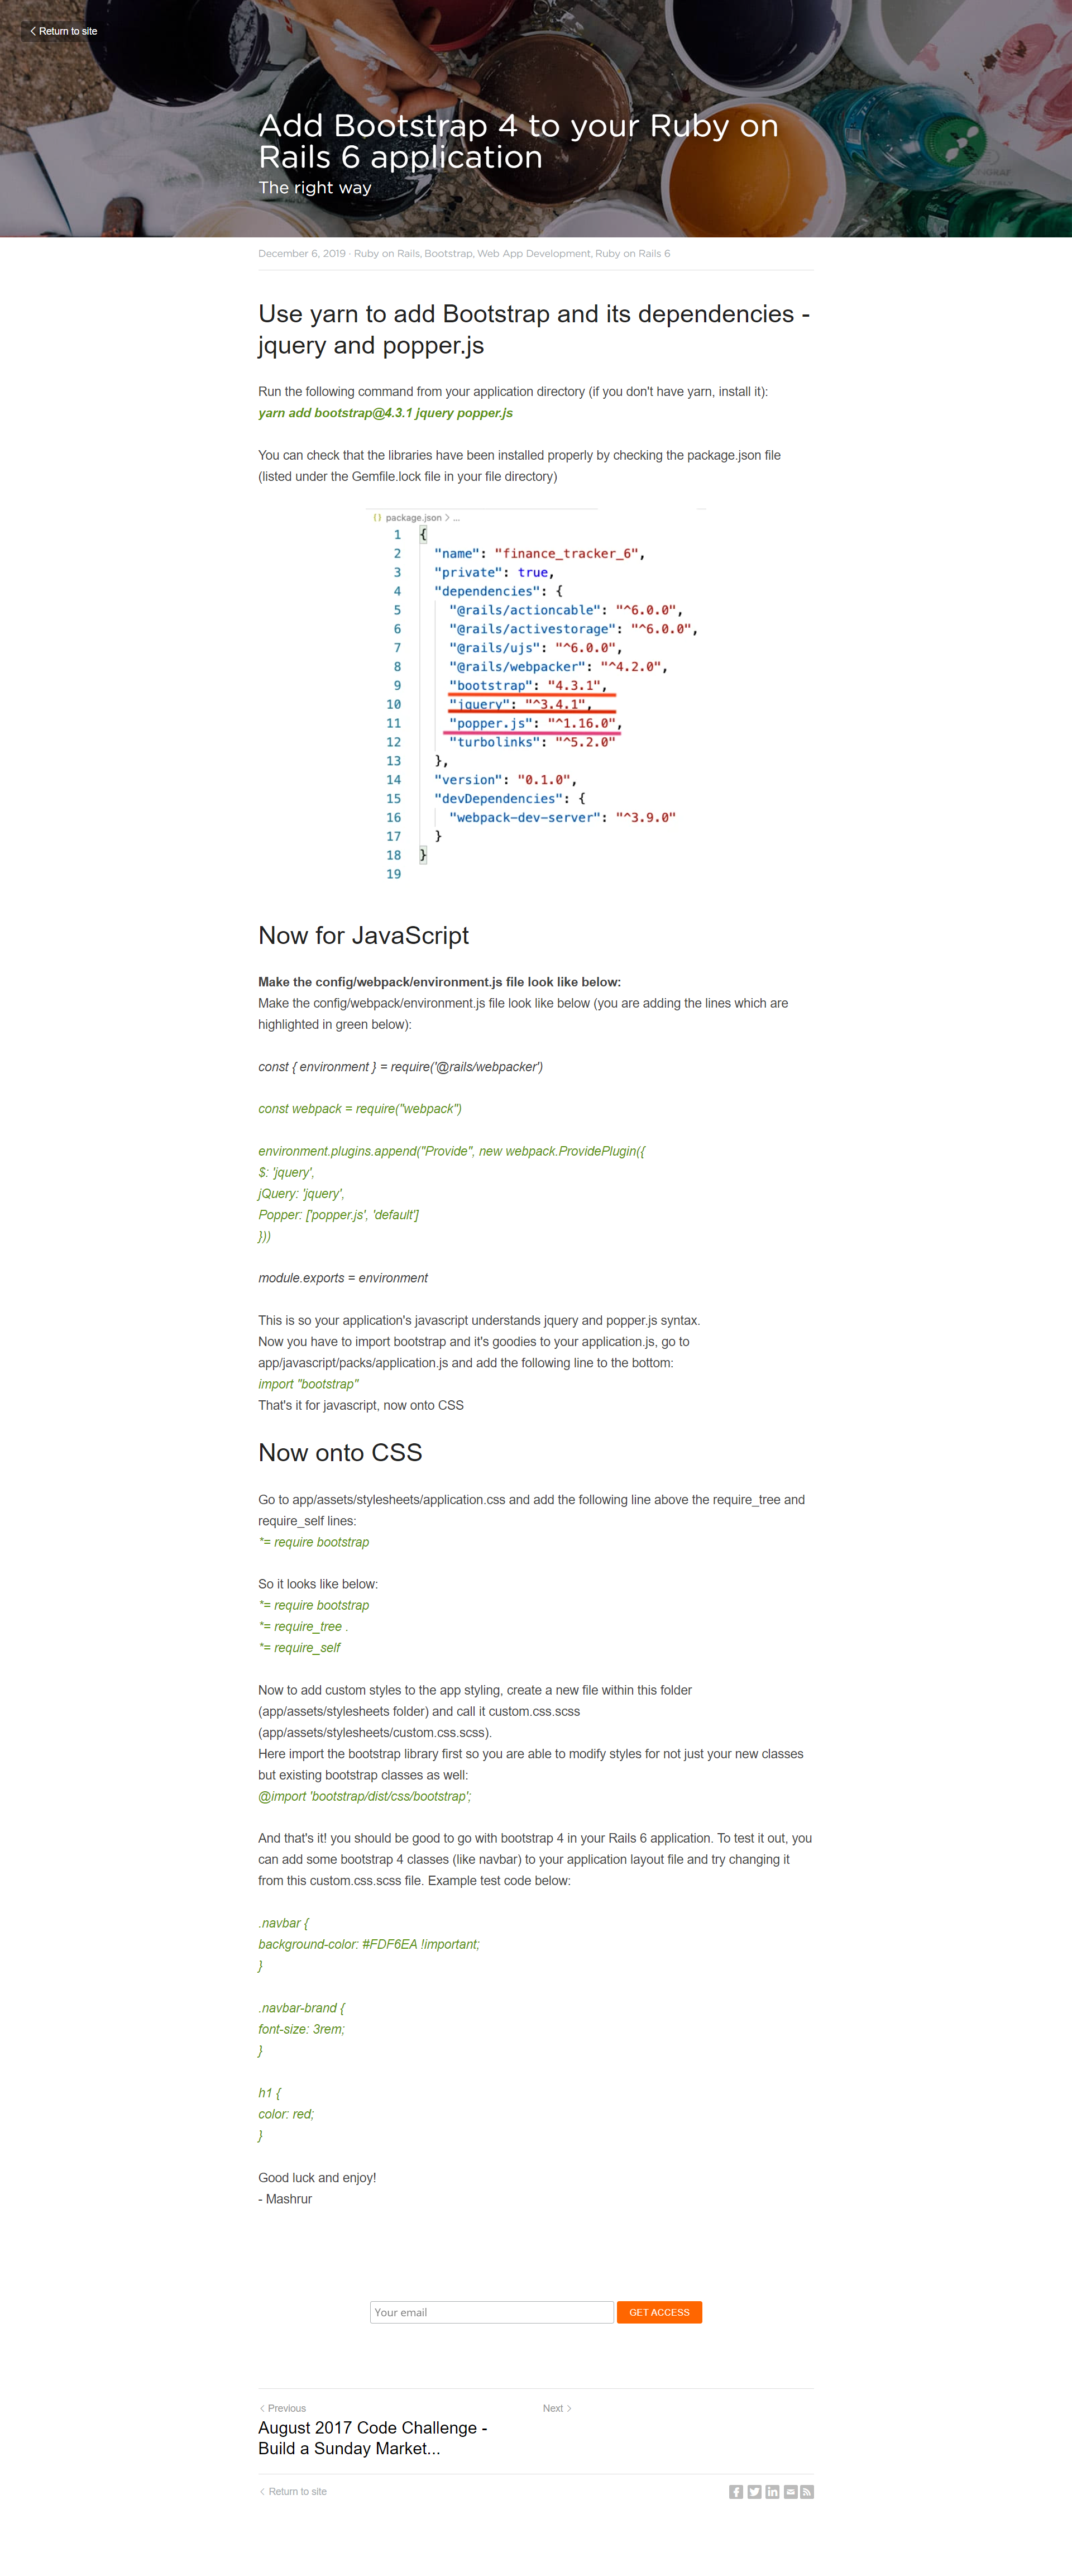 Return to site
Add Bootstrap 4 to your Ruby on
Rails 6 application
The right way
December 6, 2019 · Ruby on Rails, Bootstrap, Web App Development, Ruby on Rails 6
Use yarn to add Bootstrap and its dependencies -
jquery and popper.js
Run the following command from your application directory (if you don't have yarn, install it):
yarn add bootstrap@4.3.1 jquery popper.js
You can check that the libraries have been installed properly by checking the package.json file
(listed under the Gemfile.lock file in your file directory)
{} package.json > ...
1 {
2 "name": "finance_tracker_6",
3 "private": true,
4 "dependencies": {
5 "@rails/actioncable": "^6.0.0",
6 "@rails/activestorage": "^6.0.0",
7 "@rails/ujs": "^6.0.0",
8 "@rails/webpacker": "^4.2.0",
9 "bootstrap": "4.3.1",
10 "jquery": "^3.4.1",
11 "popper.js": "^1.16.0",
12 "turbolinks": "^5.2.0"
13 },
14 "version": "0.1.0",
15 "devDependencies": {
16 "webpack-dev-server": "^3.9.0"
17 }
18 }
19
Now for JavaScript
Make the config/webpack/environment.js file look like below:
Make the config/webpack/environment.js file look like below (you are adding the lines which are
highlighted in green below):
const { environment } = require('@rails/webpacker')
const webpack = require("webpack")
environment.plugins.append("Provide", new webpack.ProvidePlugin({
$: 'jquery',
jQuery: 'jquery',
Popper: ['popper.js', 'default']
}))
module.exports = environment
This is so your application's javascript understands jquery and popper.js syntax.
Now you have to import bootstrap and it's goodies to your application.js, go to
app/javascript/packs/application.js and add the following line to the bottom:
import "bootstrap"
That's it for javascript, now onto CSS
Now onto CSS
Go to app/assets/stylesheets/application.css and add the following line above the require_tree and
require_self lines:
*= require bootstrap
So it looks like below:
*= require bootstrap
*= require_tree .
*= require_self
Now to add custom styles to the app styling, create a new file within this folder
(app/assets/stylesheets folder) and call it custom.css.scss
(app/assets/stylesheets/custom.css.scss).
Here import the bootstrap library first so you are able to modify styles for not just your new classes
but existing bootstrap classes as well:
@import 'bootstrap/dist/css/bootstrap';
And that's it! you should be good to go with bootstrap 4 in your Rails 6 application. To test it out, you
can add some bootstrap 4 classes (like navbar) to your application layout file and try changing it
from this custom.css.scss file. Example test code below:
.navbar {
background-color: #FDF6EA !important;
}
.navbar-brand {
font-size: 3rem;
}
h1 {
color: red;
}
Good luck and enjoy!
- Mashrur
Your email
GET ACCESS
Previous
Next
August 2017 Code Challenge -
Build a Sunday Market...
Return to site